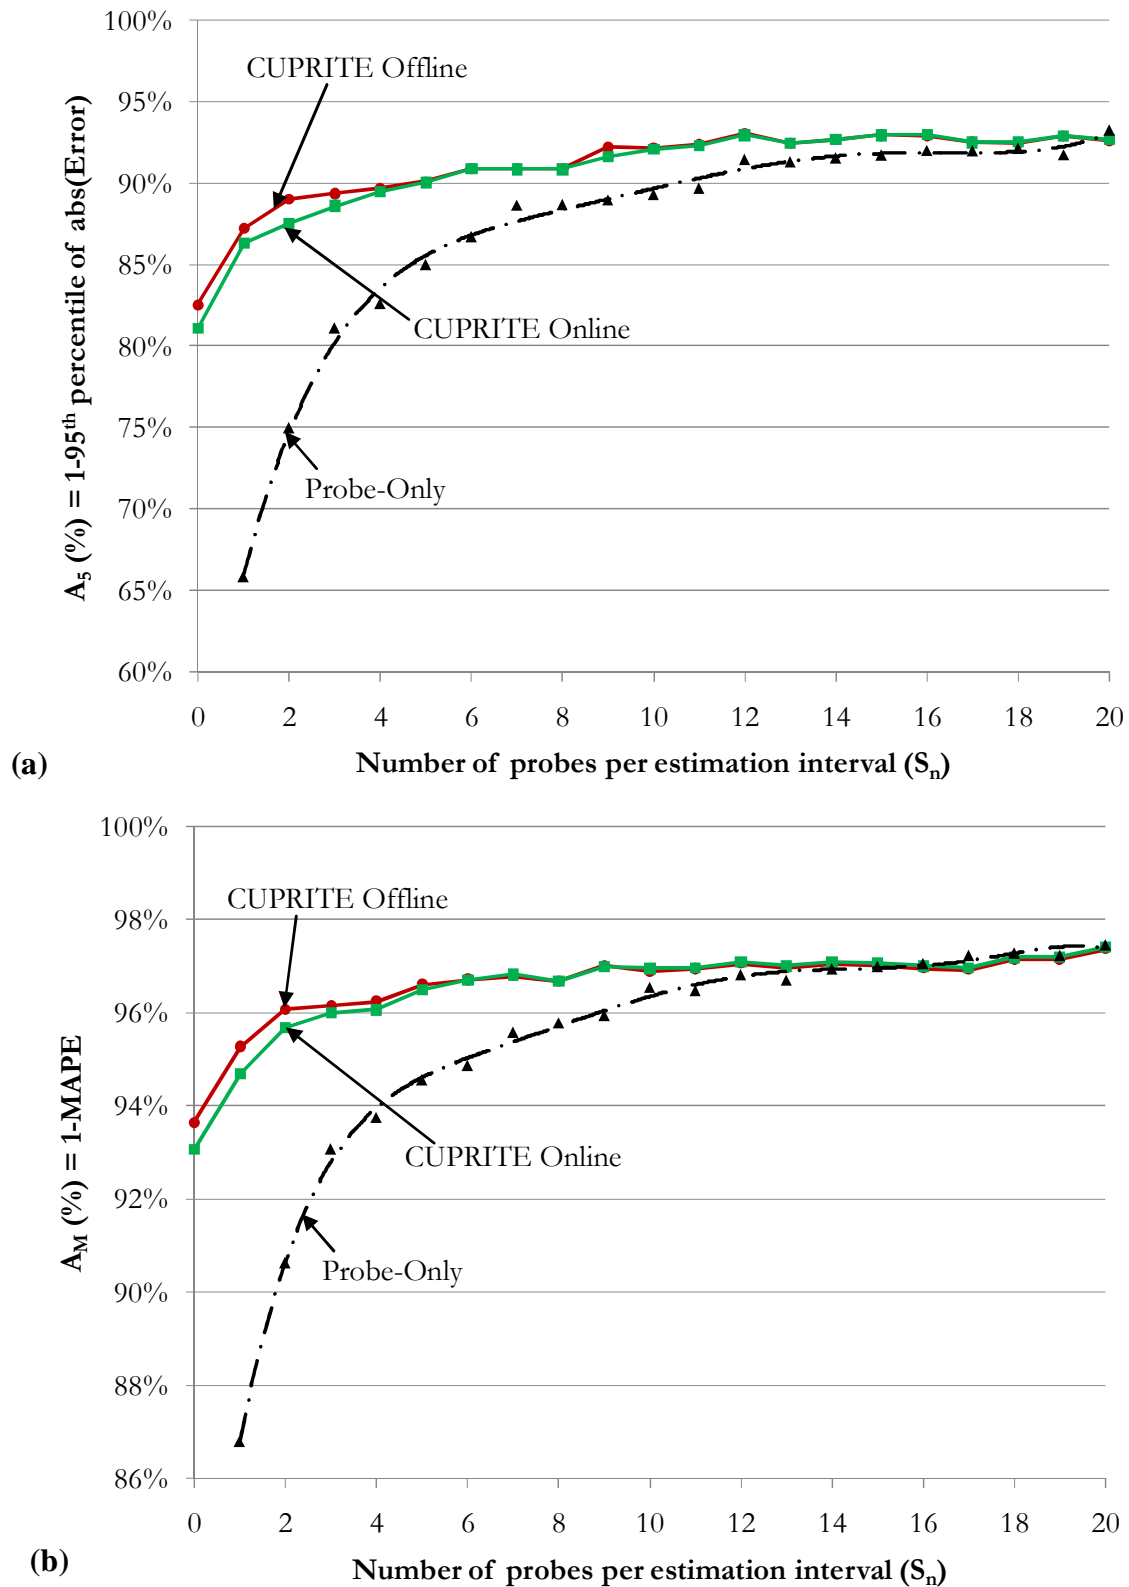 100%
95%
90%
85%
80%
75%
70%
65%
60%
A5 (%) = 1-95th percentile of abs(Error)
CUPRITE Offline
CUPRITE Online
Probe-Only
0 2 4 6 8 10 12 14 16 18 20
(a)
Number of probes per estimation interval (Sn)
100%
98%
96%
94%
92%
90%
88%
86%
AM (%) = 1-MAPE
CUPRITE Offline
CUPRITE Online
Probe-Only
0 2 4 6 8 10 12 14 16 18 20
(b)
Number of probes per estimation interval (Sn)